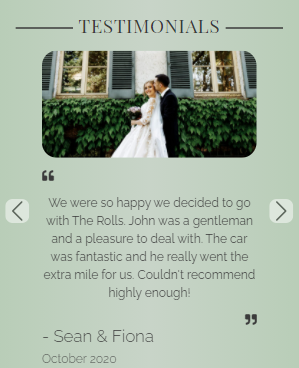 TESTIMONIALS
❝
We were so happy we decided to go
with The Rolls. John was a gentleman
and a pleasure to deal with. The car
was fantastic and he really went the
extra mile for us. Couldn't recommend
highly enough!
❞
- Sean & Fiona
October 2020